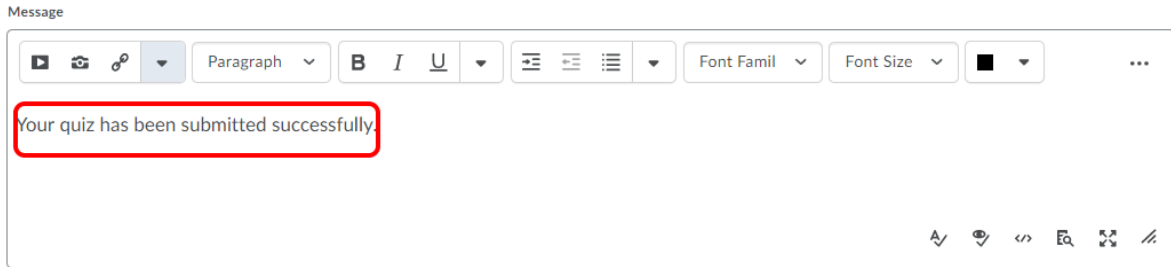 Message
Paragraph B I U Font Famil Font Size ...
Your quiz has been submitted successfully.